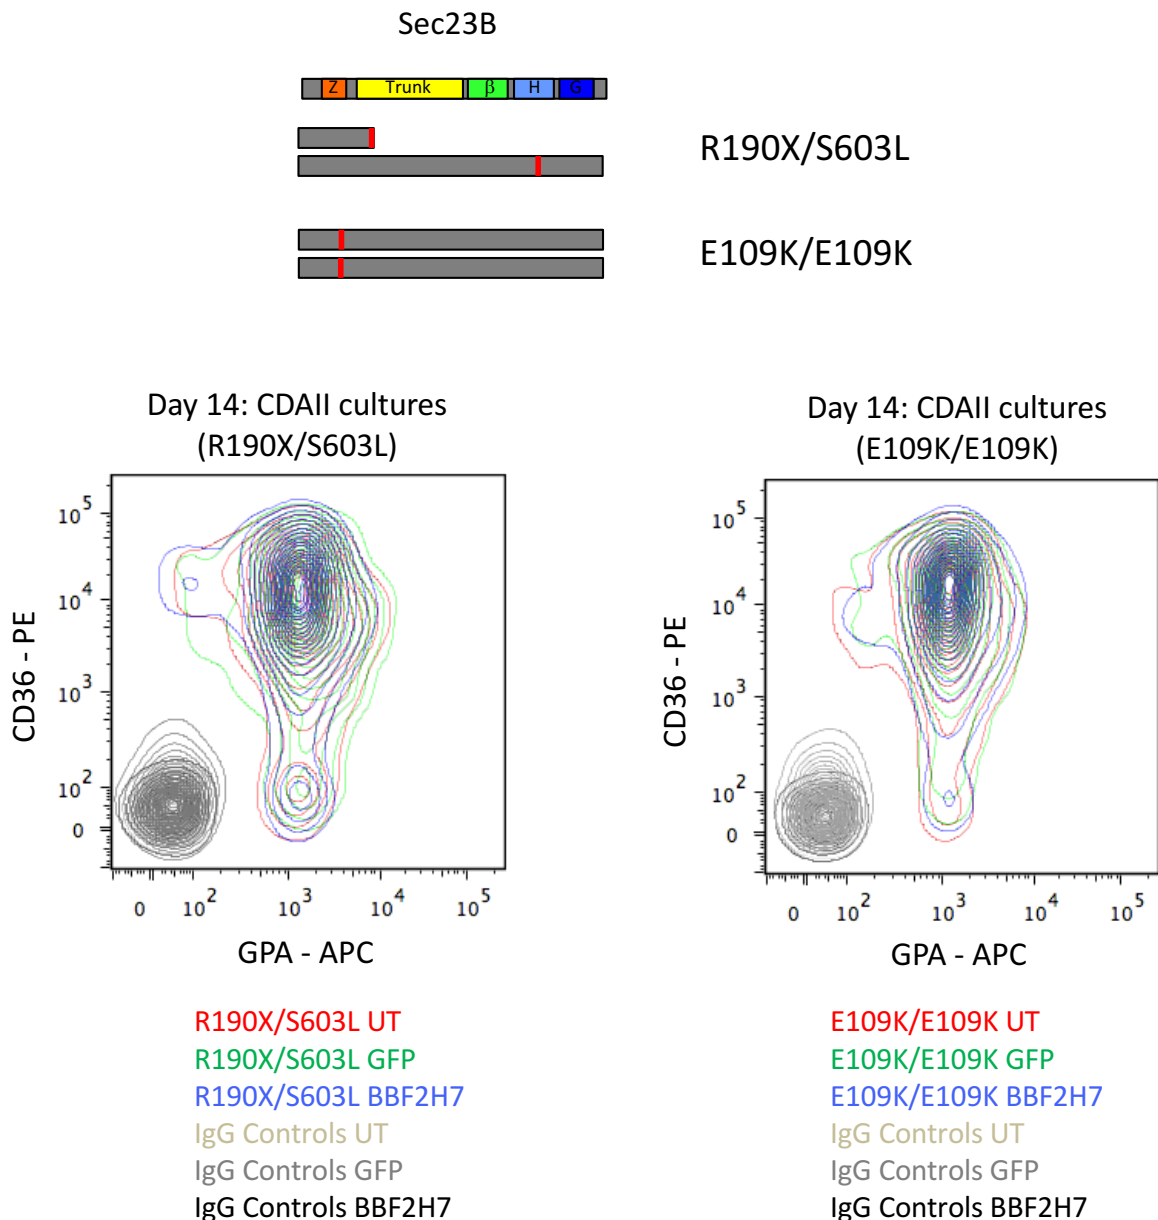 Sec23B
Z Trunk β H G
R190X/S603L
E109K/E109K
Day 14: CDAII cultures
(R190X/S603L)
CD36 - PE
10^5
10^4
10^3
10^2
0
0 10^2 10^3 10^4 10^5
GPA - APC
R190X/S603L UT
R190X/S603L GFP
R190X/S603L BBF2H7
IgG Controls UT
IgG Controls GFP
IgG Controls BBF2H7
Day 14: CDAII cultures
(E109K/E109K)
CD36 - PE
10^5
10^4
10^3
10^2
0
0 10^2 10^3 10^4 10^5
GPA - APC
E109K/E109K UT
E109K/E109K GFP
E109K/E109K BBF2H7
IgG Controls UT
IgG Controls GFP
IgG Controls BBF2H7